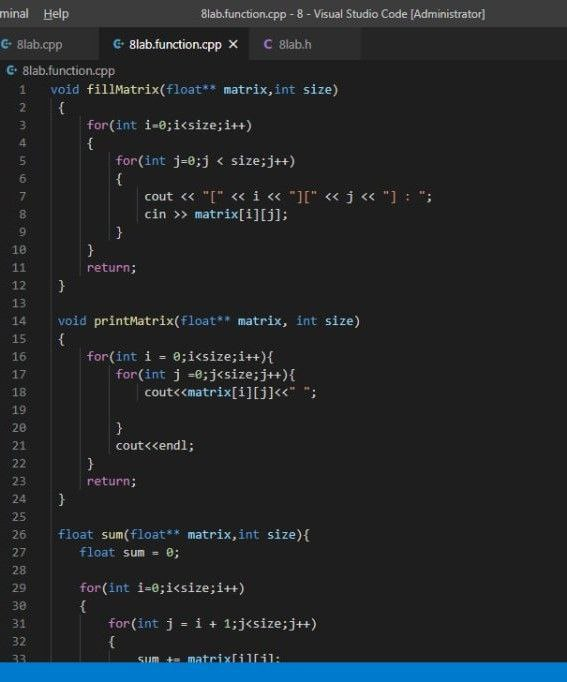 minal Help 8lab.function.cpp - 8 - Visual Studio Code [Administrator]
8lab.cpp 8lab.function.cpp 8lab.h
8lab.function.cpp
1 void fillMatrix(float** matrix,int size)
2 {
3 for(int i=0;i<size;i++)
4 {
5 for(int j=0;j < size;j++)
6 {
7 cout << "[" << i << "][" << j << "] : ";
8 cin >> matrix[i][j];
9 }
10 }
11 return;
12 }
13
14 void printMatrix(float** matrix, int size)
15 {
16 for(int i = 0;i<size;i++){
17 for(int j =0;j<size;j++){
18 cout<<matrix[i][j]<<" ";
19
20 }
21 cout<<endl;
22 }
23 return;
24 }
25
26 float sum(float** matrix,int size){
27 float sum = 0;
28
29 for(int i=0;i<size;i++)
30 {
31 for(int j = i + 1;j<size;j++)
32 {
33 sum += matrix[i][j];